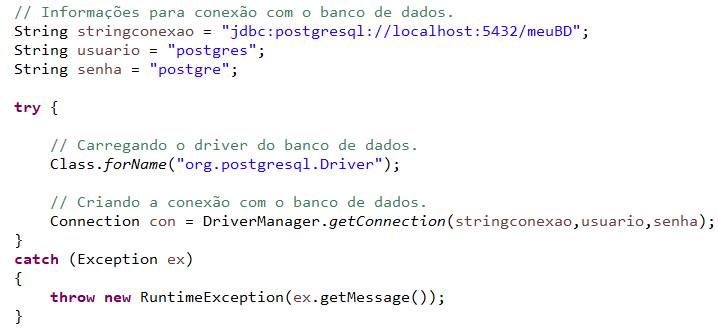 // Informações para conexão com o banco de dados.
String stringconexao = "jdbc:postgresql://localhost:5432/meuBD";
String usuario = "postgres";
String senha = "postgre";
try {
// Carregando o driver do banco de dados.
Class.forName("org.postgresql.Driver");
// Criando a conexão com o banco de dados.
Connection con = DriverManager.getConnection(stringconexao,usuario,senha);
}
catch (Exception ex)
{
throw new RuntimeException(ex.getMessage());
}